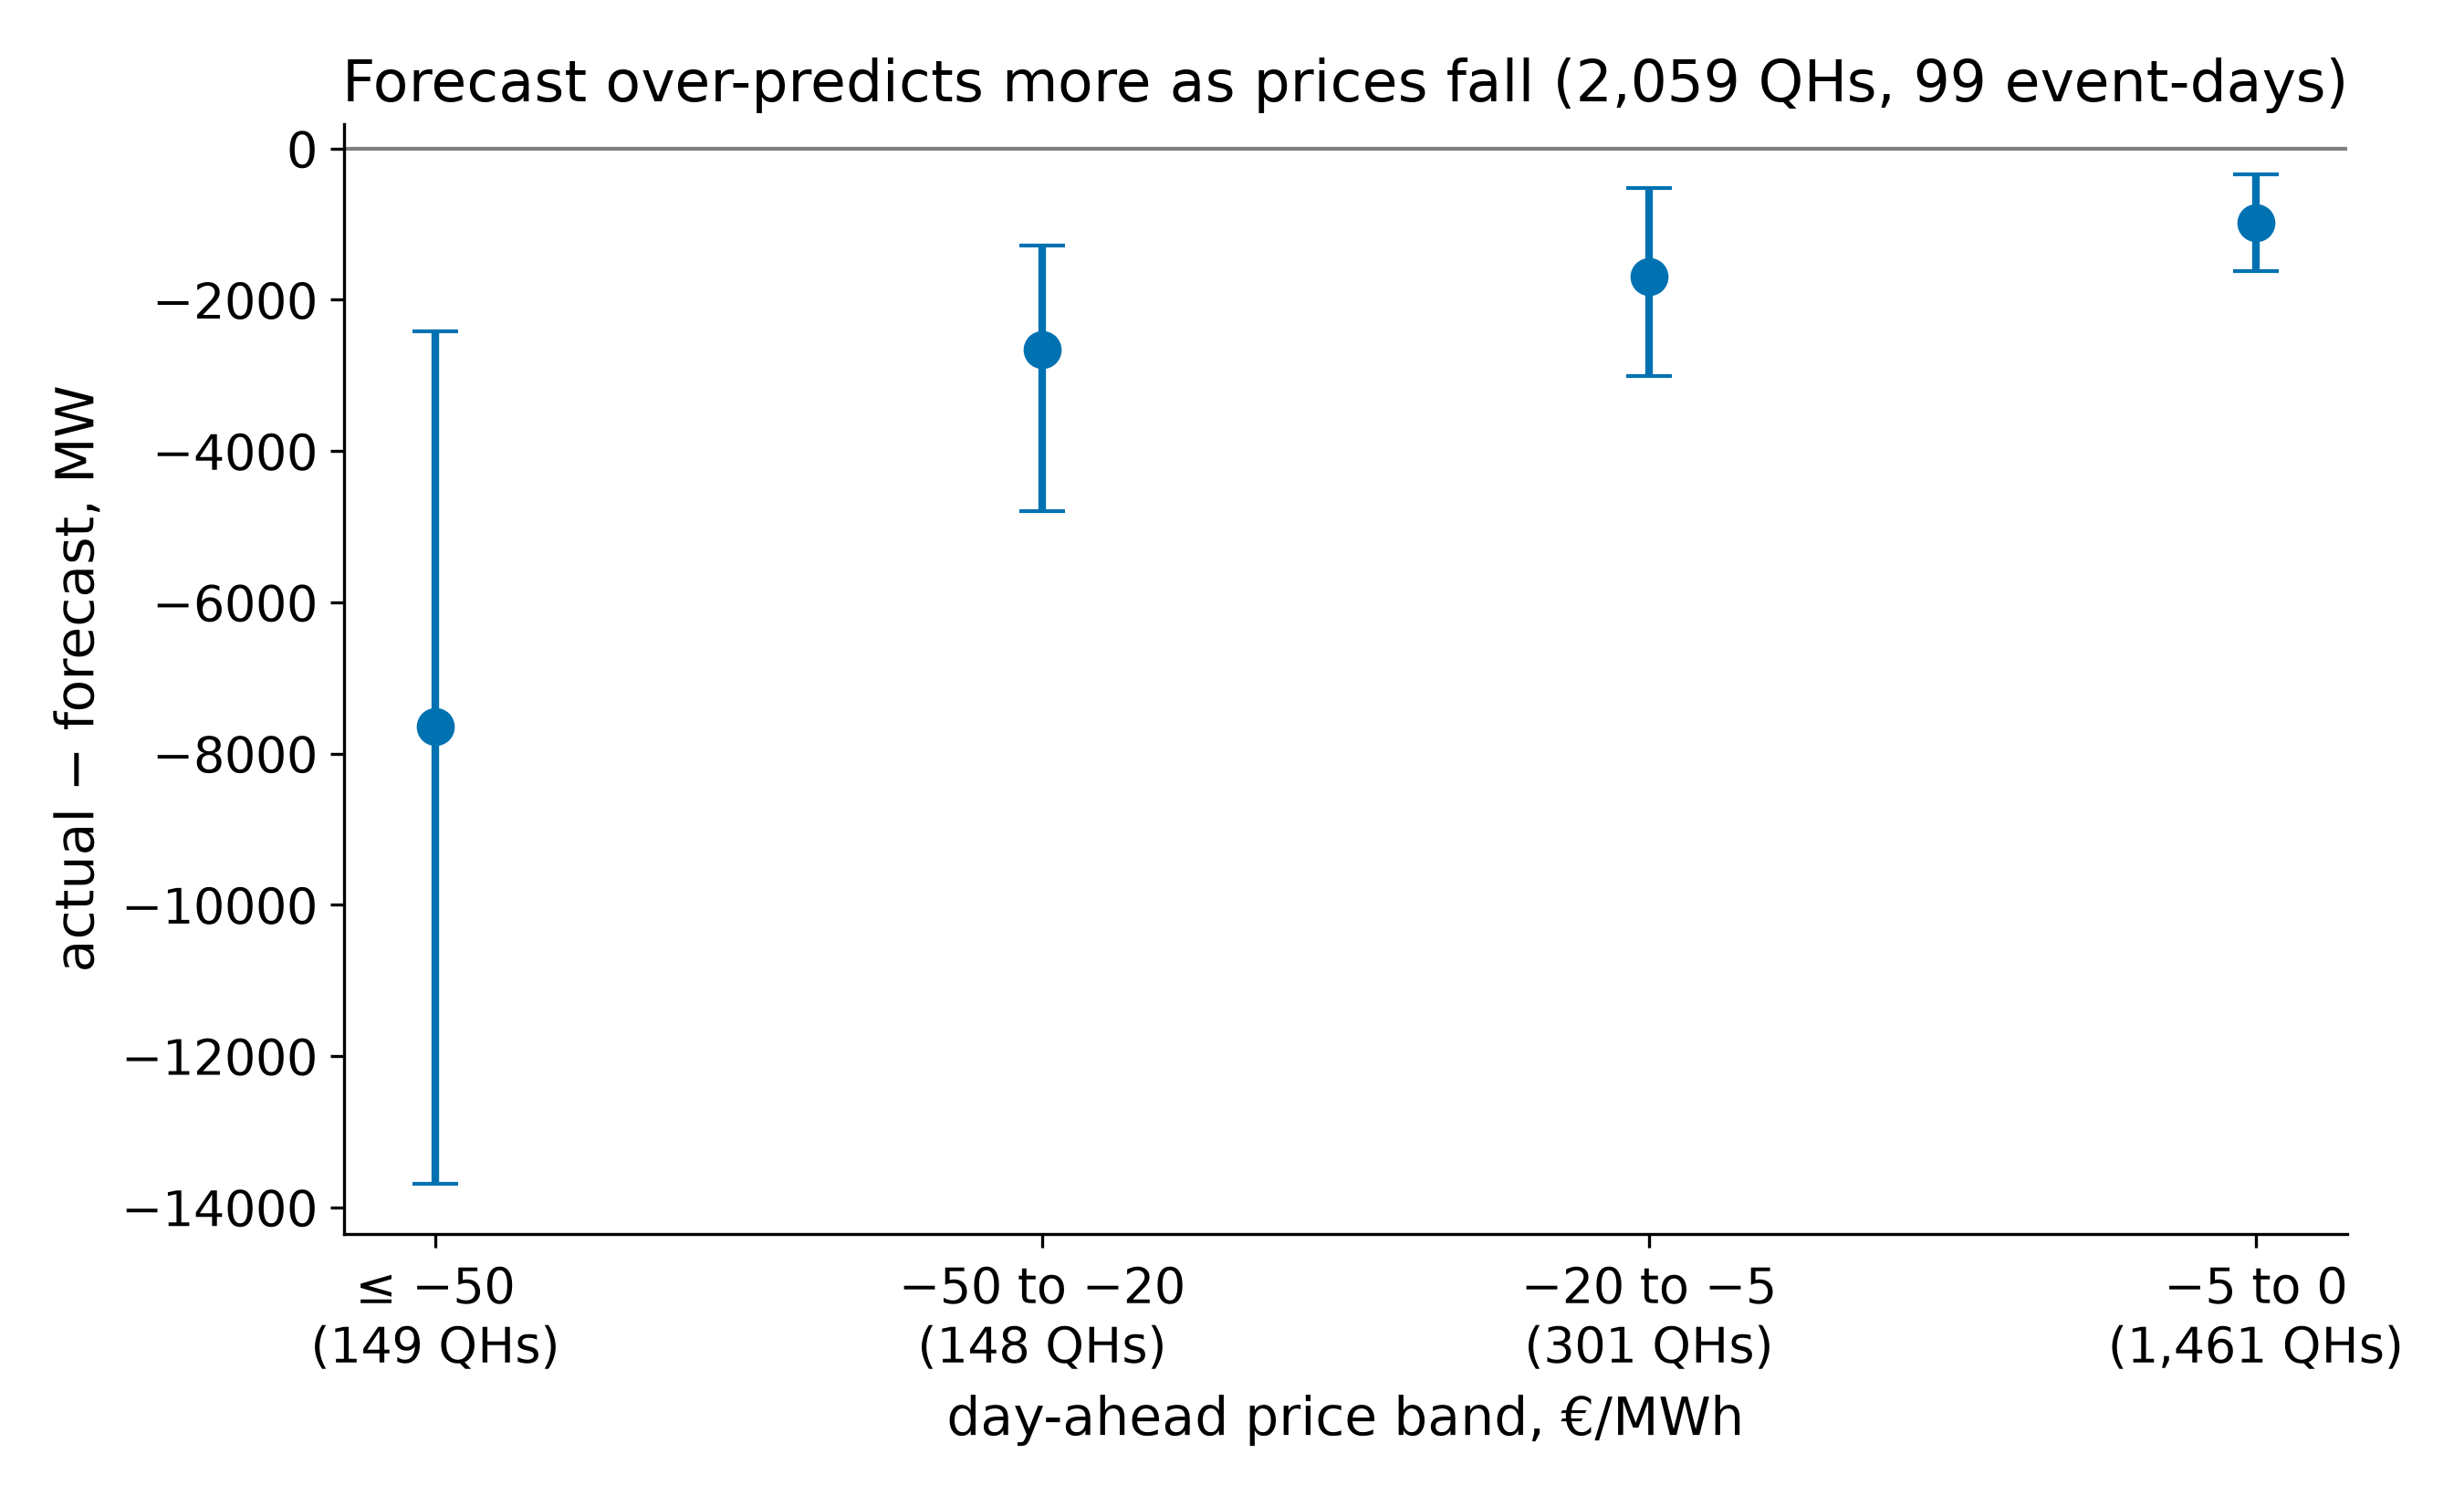 Forecast over-predicts more as prices fall (2,059 QHs, 99 event-days)
actual − forecast, MW
0
−2000
−4000
−6000
−8000
−10000
−12000
−14000
≤ −50
(149 QHs)
−50 to −20
(148 QHs)
−20 to −5
(301 QHs)
−5 to 0
(1,461 QHs)
day-ahead price band, €/MWh